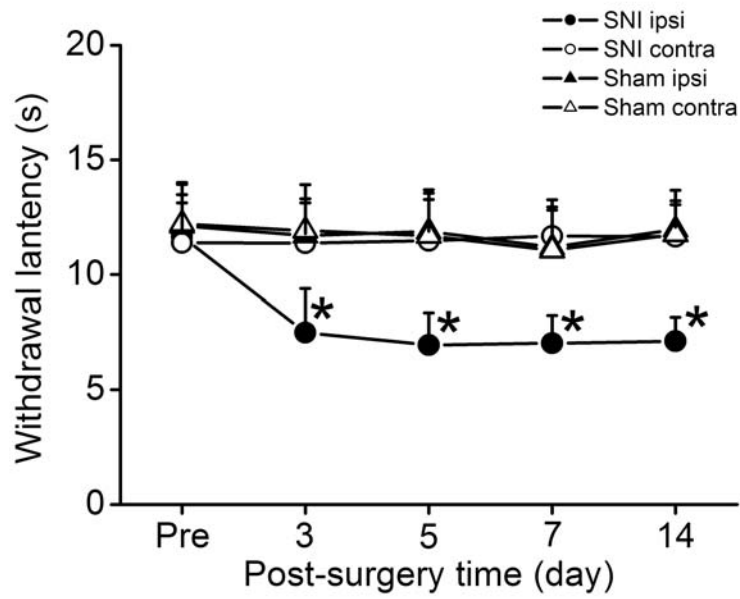 SNI ipsi
SNI contra
Sham ipsi
Sham contra
Withdrawal lantency (s)
20
15
10
5
0
* * * *
Pre 3 5 7 14
Post-surgery time (day)